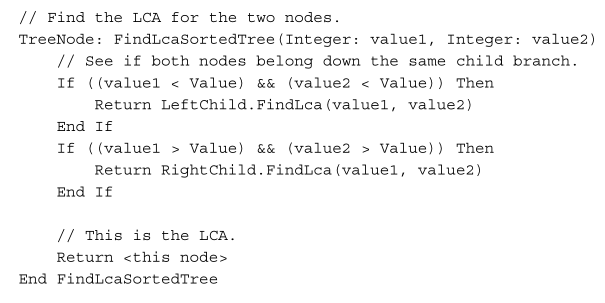 // Find the LCA for the two nodes.
TreeNode: FindLcaSortedTree(Integer: value1, Integer: value2)
    // See if both nodes belong down the same child branch.
    If ((value1 < Value) && (value2 < Value)) Then
        Return LeftChild.FindLca(value1, value2)
    End If
    If ((value1 > Value) && (value2 > Value)) Then
        Return RightChild.FindLca(value1, value2)
    End If

    // This is the LCA.
    Return <this node>
End FindLcaSortedTree